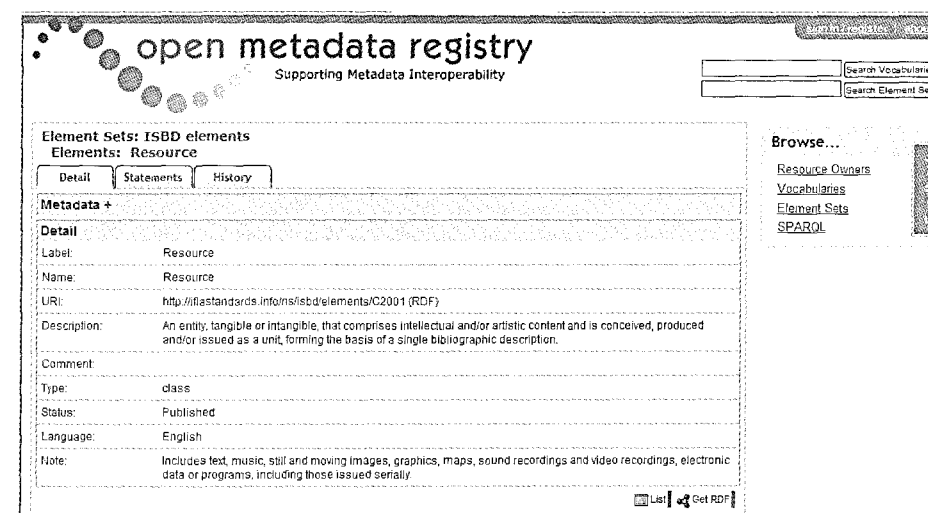 open metadata registry
Supporting Metadata Interoperability
Search Vocabularie
Search Element Se
Element Sets: ISBD elements
Elements: Resource
Detail Statements History
Metadata +
Detail
Label: Resource
Name: Resource
URI: http://iflastandards.info/ns/isbd/elements/C2001 (RDF)
Description: An entity, tangible or intangible, that comprises intellectual and/or artistic content and is conceived, produced
and/or issued as a unit, forming the basis of a single bibliographic description.
Comment:
Type: class
Status: Published
Language: English
Note: Includes text, music, still and moving images, graphics, maps, sound recordings and video recordings, electronic
data or programs, including those issued serially.
List Get RDF
Browse...
Resource Owners
Vocabularies
Element Sets
SPARQL